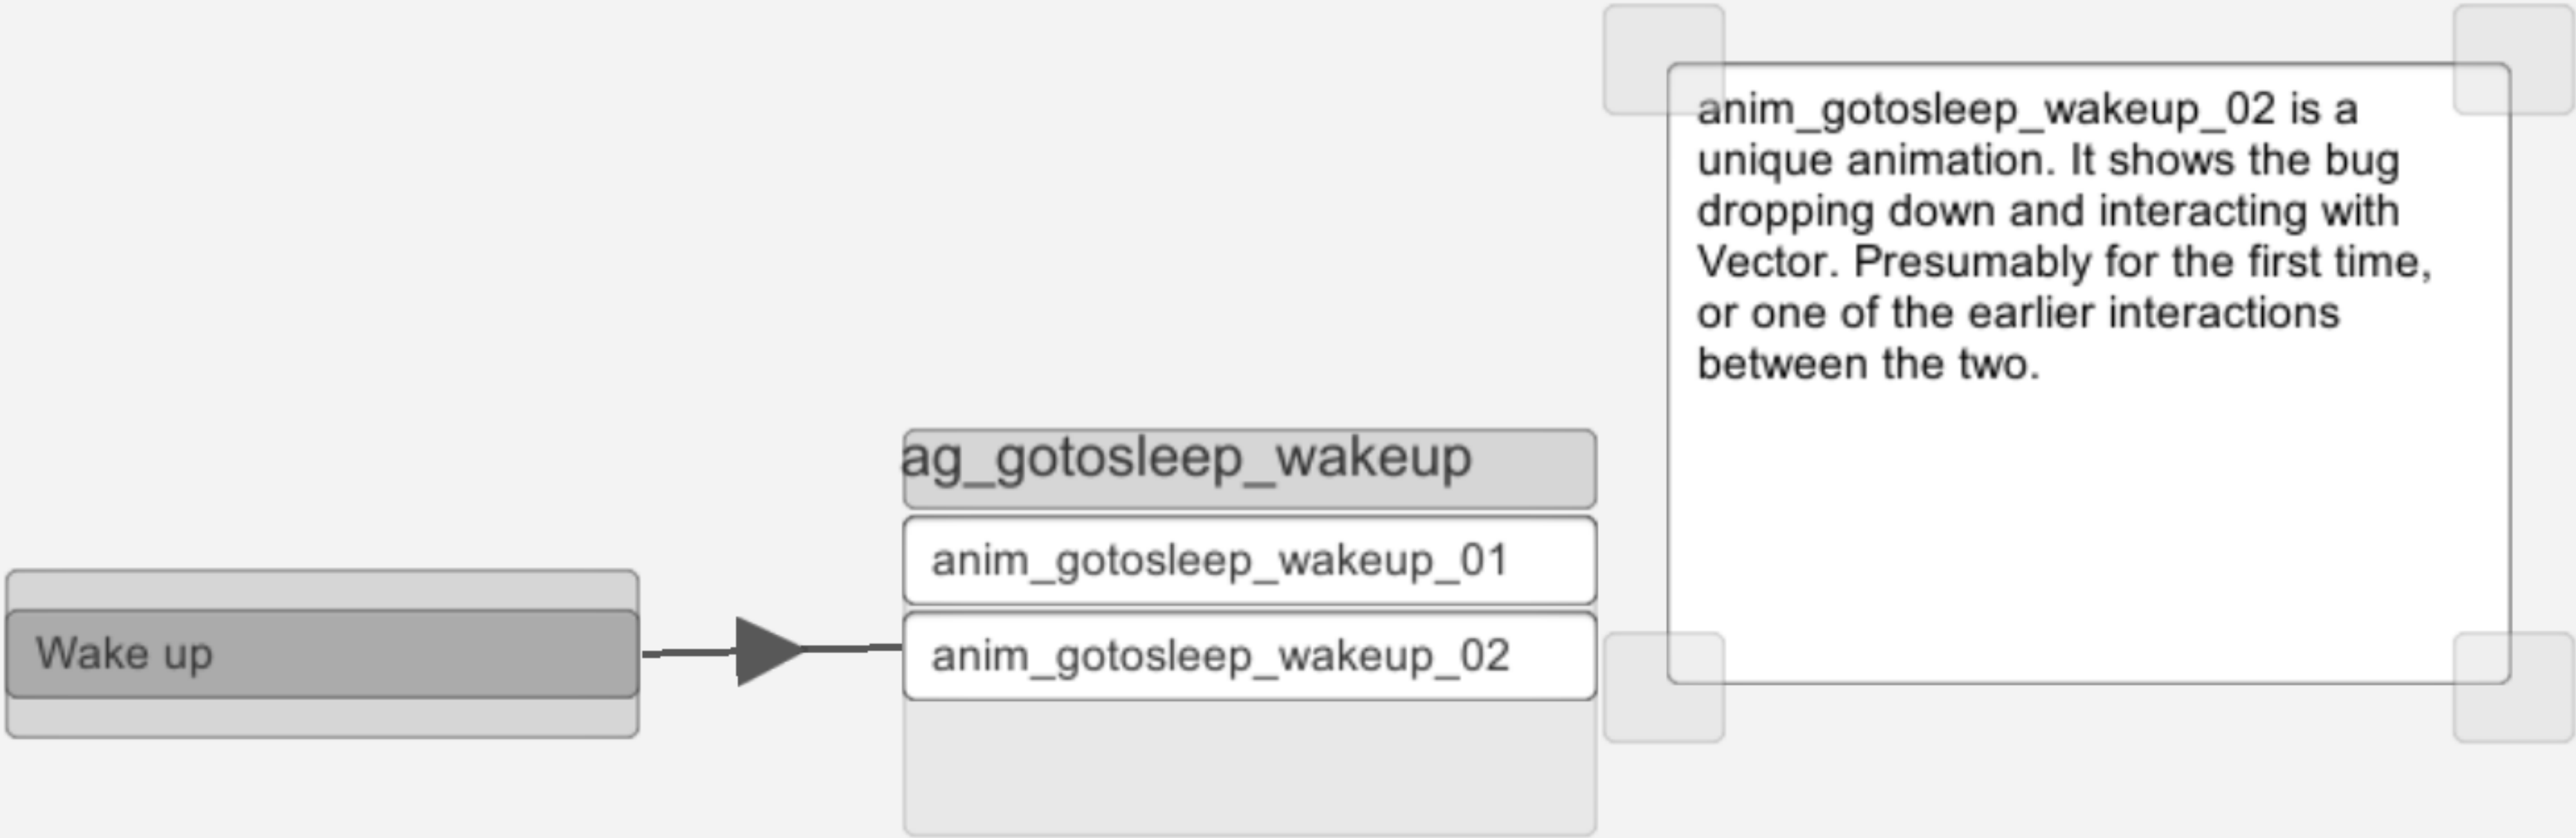 anim_gotosleep_wakeup_02 is a
unique animation. It shows the bug
dropping down and interacting with
Vector. Presumably for the first time,
or one of the earlier interactions
between the two.
ag_gotosleep_wakeup
anim_gotosleep_wakeup_01
Wake up
anim_gotosleep_wakeup_02